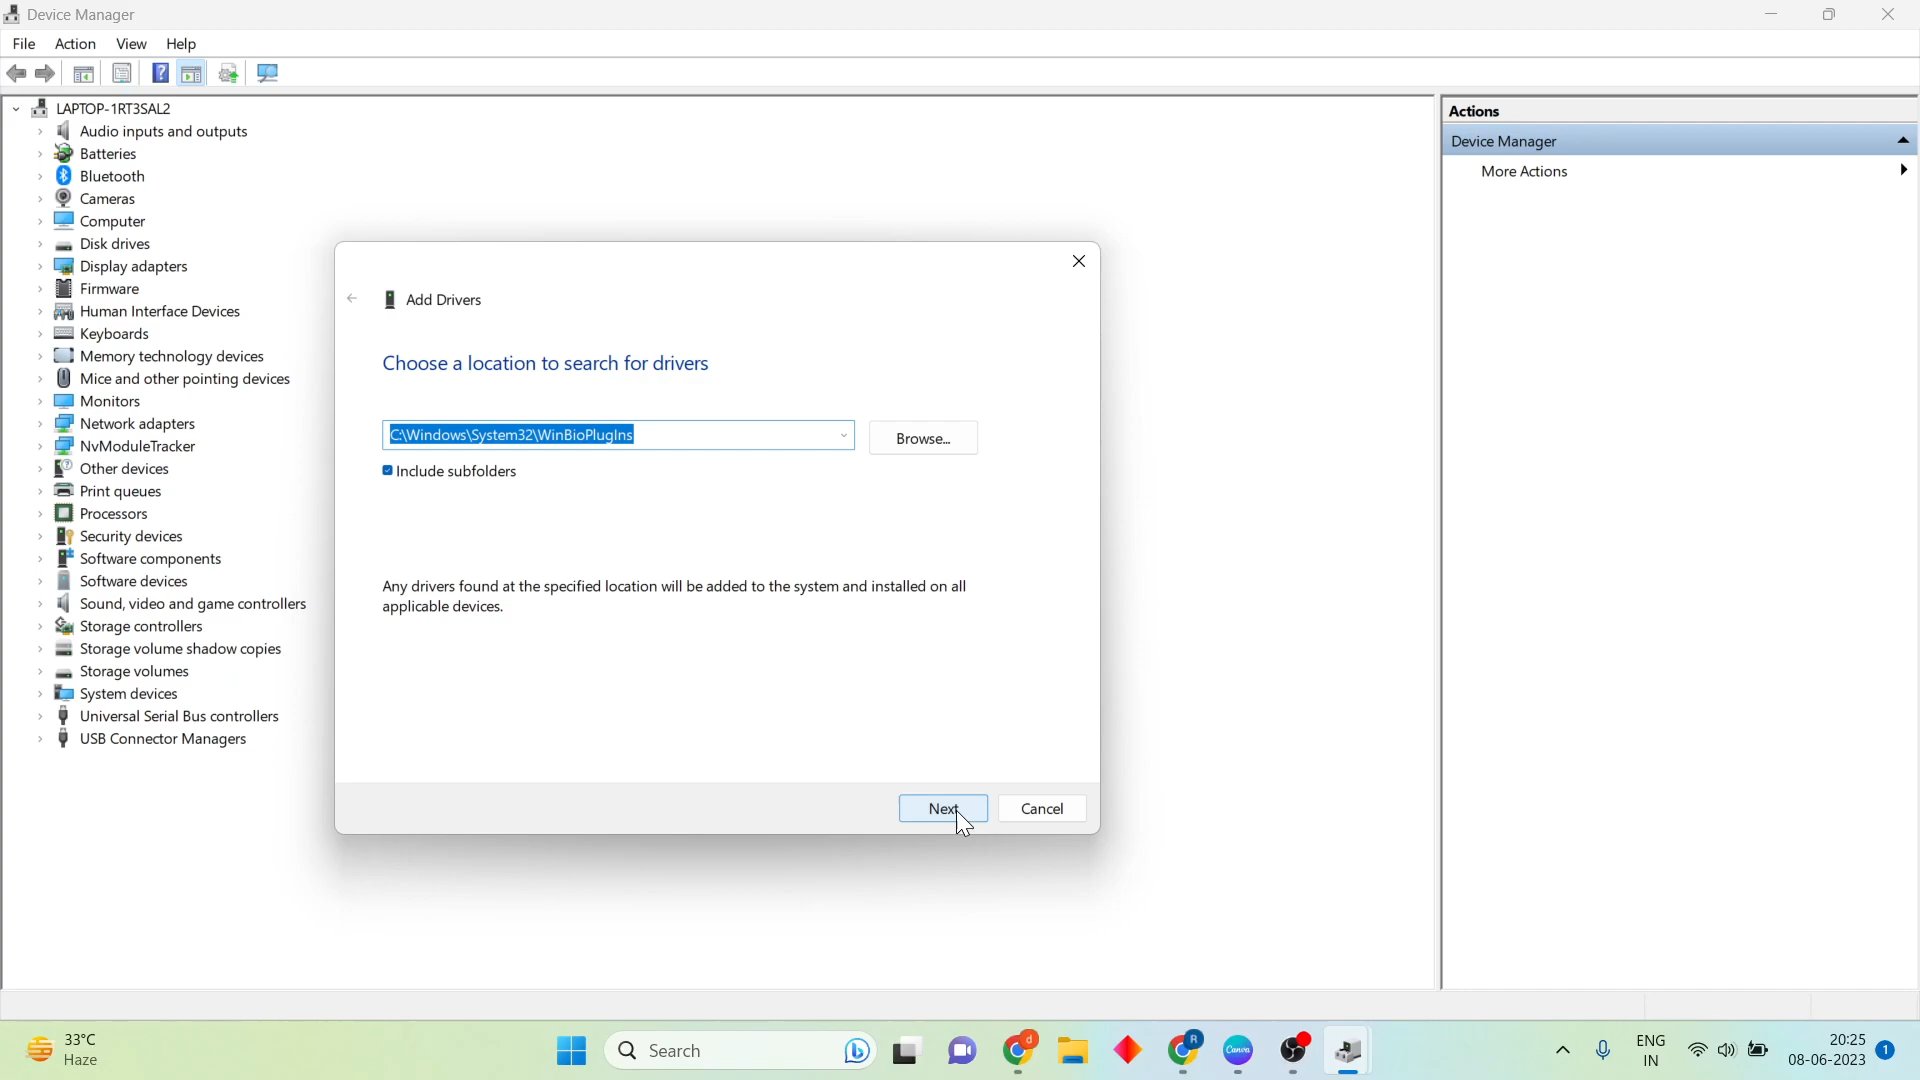 Device Manager
File Action View Help
LAPTOP-1RT3SAL2
Audio inputs and outputs
Batteries
Bluetooth
Cameras
Computer
Disk drives
Display adapters
Firmware
Human Interface Devices
Keyboards
Memory technology devices
Mice and other pointing devices
Monitors
Network adapters
NvModuleTracker
Other devices
Print queues
Processors
Security devices
Software components
Software devices
Sound, video and game controllers
Storage controllers
Storage volume shadow copies
Storage volumes
System devices
Universal Serial Bus controllers
USB Connector Managers
Add Drivers
Choose a location to search for drivers
C:\Windows\System32\WinBioPlugIns
Browse...
Include subfolders
Any drivers found at the specified location will be added to the system and installed on all
applicable devices.
Next
Cancel
Actions
Device Manager
More Actions
33°C
Haze
Search
d
R
Canva
ENG
IN
20:25
08-06-2023
1